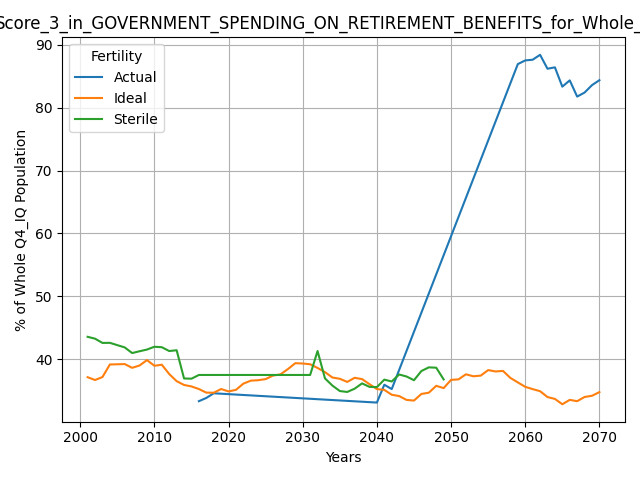 Score_3_in_GOVERNMENT_SPENDING_ON_RETIREMENT_BENEFITS_for_Whole_
Fertility
Actual
Ideal
Sterile
% of Whole Q4_IQ Population
90
80
70
60
50
40
2000 2010 2020 2030 2040 2050 2060 2070
Years